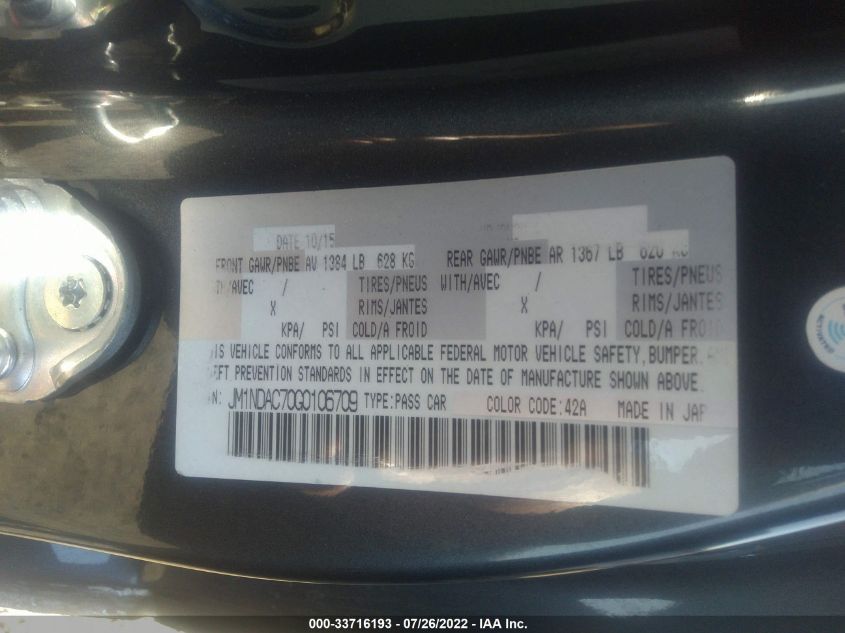 DATE 10/15
FRONT GAWR/PNBE AV 1384 LB 628 KG REAR GAWR/PNBE AR 1367 LB 620 KG
/AVEC / TIRES/PNEUS WITH/AVEC / TIRES/PNEUS
X RIMS/JANTES X RIMS/JANTES
KPA/ PSI COLD/A FROID KPA/ PSI COLD/A FROID
IS VEHICLE CONFORMS TO ALL APPLICABLE FEDERAL MOTOR VEHICLE SAFETY, BUMPER,
EFT PREVENTION STANDARDS IN EFFECT ON THE DATE OF MANUFACTURE SHOWN ABOVE.
N: JM1NDAC70G0106709 TYPE:PASS CAR COLOR CODE:42A MADE IN JAP
000-33716193 - 07/26/2022 - IAA Inc.